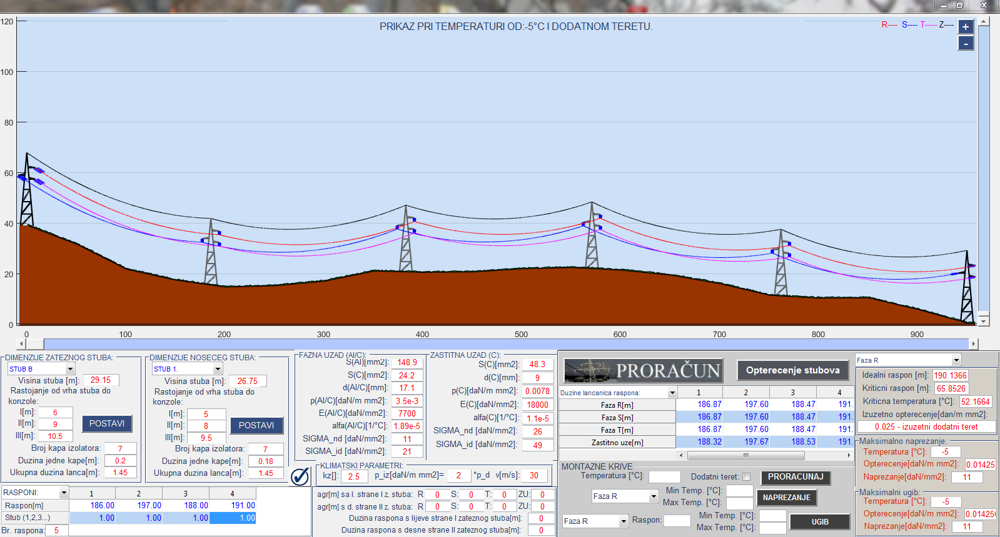 PRIKAZ PRI TEMPERATURI OD:-5°C I DODATNOM TERETU.
R---- S---- T----- Z----
+
-
120
100
80
60
40
20
0
0 100 200 300 400 500 600 700 800 900
DIMENZIJE ZATEZNOG STUBA:
STUB B
Visina stuba [m]: 29.15
Rastojanje od vrha stuba do
konzole:
I[m]: 6
II[m]: 9
III[m]: 10.5
POSTAVI
Broj kapa izolatora: 7
Duzina jedne kape[m]: 0.2
Ukupna duzina lanca[m]: 1.45
DIMENZIJE NOSECEG STUBA:
STUB 1.
Visina stuba [m]: 26.75
Rastojanje od vrha stuba do
konzole:
I[m]: 5
II[m]: 8
III[m]: 9.5
POSTAVI
Broj kapa izolatora: 7
Duzina jedne kape[m]: 0.18
Ukupna duzina lanca[m]: 1.45
RASPONI: 1 2 3 4
Raspon[m] 186.00 197.00 188.00 191.00
Stub (1,2,3...) 1.00 1.00 1.00 1.00
Br. raspona: 5
FAZNA UZAD (Al/C):
S(Al)[mm2]: 148.9
S(C)[mm2]: 24.2
d(Al/C)[mm]: 17.1
p(Al/C)[daN/m mm2]: 3.5e-3
E(Al/C)[daN/mm2]: 7700
alfa(Al/C)[1/°C]: 1.89e-5
SIGMA_nd [daN/mm2]: 11
SIGMA_id [daN/mm2]: 21
ZASTITNA UZAD (C):
S(C)[mm2]: 48.3
d(C)[mm]: 9
p(C)[daN/m mm2]: 0.0078
E(C)[daN/mm2]: 18000
alfa(C)[1/°C]: 1.1e-5
SIGMA_nd [daN/mm2]: 26
SIGMA_id [daN/mm2]: 49
KLIMATSKI PARAMETRI:
kz[]: 2.5 p_iz[daN/m mm2]= 2 *p_d v[m/s]: 30
agr[m] sa l. strane I z. stuba: R 0 S: 0 T: 0 ZU: 0
agr[m] s d. strane II z. stuba: R 0 S: 0 T: 0 ZU: 0
Duzina raspona s lijeve strane I zateznog stuba[m]: 0
Duzina raspona s desne strane II zateznog stuba[m]: 0
PRORAČUN
Opterecenje stubova
Duzine lancanica raspona: 1 2 3 4
Faza R[m] 186.87 197.60 188.47 191.
Faza S[m] 186.87 197.60 188.47 191.
Faza T[m] 186.87 197.60 188.47 191.
Zastitno uze[m] 188.32 197.67 188.53 191.
MONTAZNE KRIVE
Temperatura [°C]: Dodatni teret: PRORACUNAJ
Faza R Min Temp. [°C]: NAPREZANJE
Max Temp. [°C]:
Faza R Raspon: Min Temp. [°C]: UGIB
Max Temp. [°C]:
Faza R
Idealni raspon [m]: 190.1366
Kriticni raspon [m]: 65.8526
Kriticna temperatura [°C]: 52.1664
Izuzetno opterecenje[dan/m mm2]:
0.025 - izuzetni dodatni teret
Maksimalno naprezanje:
Temperatura [°C]: -5
Opterecenje[daN/m mm2]: 0.01425
Naprezanje[daN/mm2]: 11
Maksimalni ugib:
Temperatura [°C]: -5
Opterecenje[daN/m mm2]: 0.01425
Naprezanje[daN/mm2]: 11